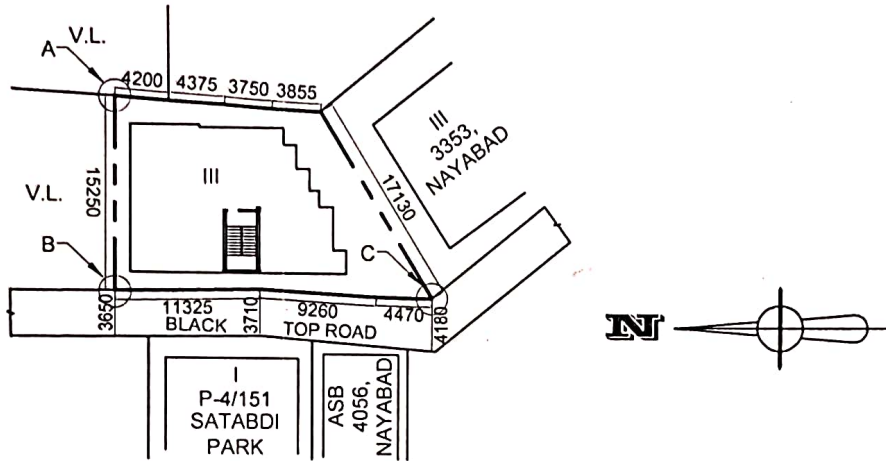 V.L.
A
4200 4375 3750 3855
III
3353,
NAYABAD
III
17130
15250
V.L.
B
C
3650
11325
3710
9260
4470
4180
BLACK TOP ROAD
N
I
P-4/151
SATABDI
PARK
ASB
4056,
NAYABAD